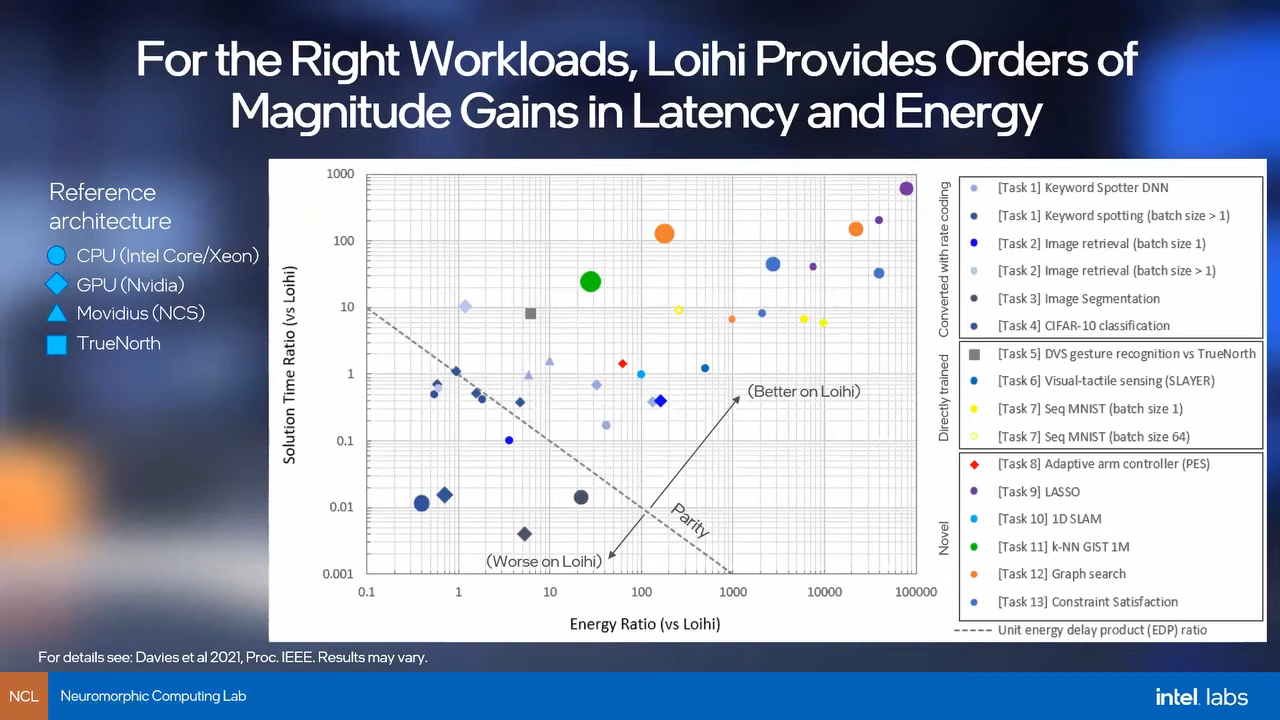 For the Right Workloads, Loihi Provides Orders of
Magnitude Gains in Latency and Energy
Reference
architecture
CPU (Intel Core/Xeon)
GPU (Nvidia)
Movidius (NCS)
TrueNorth
Solution Time Ratio (vs Loihi)
1000
100
10
1
0.1
0.01
0.001
0.1
1
10
100
1000
10000
100000
Energy Ratio (vs Loihi)
(Better on Loihi)
Parity
(Worse on Loihi)
Converted with rate coding
[Task 1] Keyword Spotter DNN
[Task 1] Keyword spotting (batch size > 1)
[Task 2] Image retrieval (batch size 1)
[Task 2] Image retrieval (batch size > 1)
[Task 3] Image Segmentation
[Task 4] CIFAR-10 classification
Directly trained
[Task 5] DVS gesture recognition vs TrueNorth
[Task 6] Visual-tactile sensing (SLAYER)
[Task 7] Seq MNIST (batch size 1)
[Task 7] Seq MNIST (batch size 64)
Novel
[Task 8] Adaptive arm controller (PES)
[Task 9] LASSO
[Task 10] 1D SLAM
[Task 11] k-NN GIST 1M
[Task 12] Graph search
[Task 13] Constraint Satisfaction
Unit energy delay product (EDP) ratio
For details see: Davies et al 2021, Proc. IEEE. Results may vary.
NCL
Neuromorphic Computing Lab
intel labs